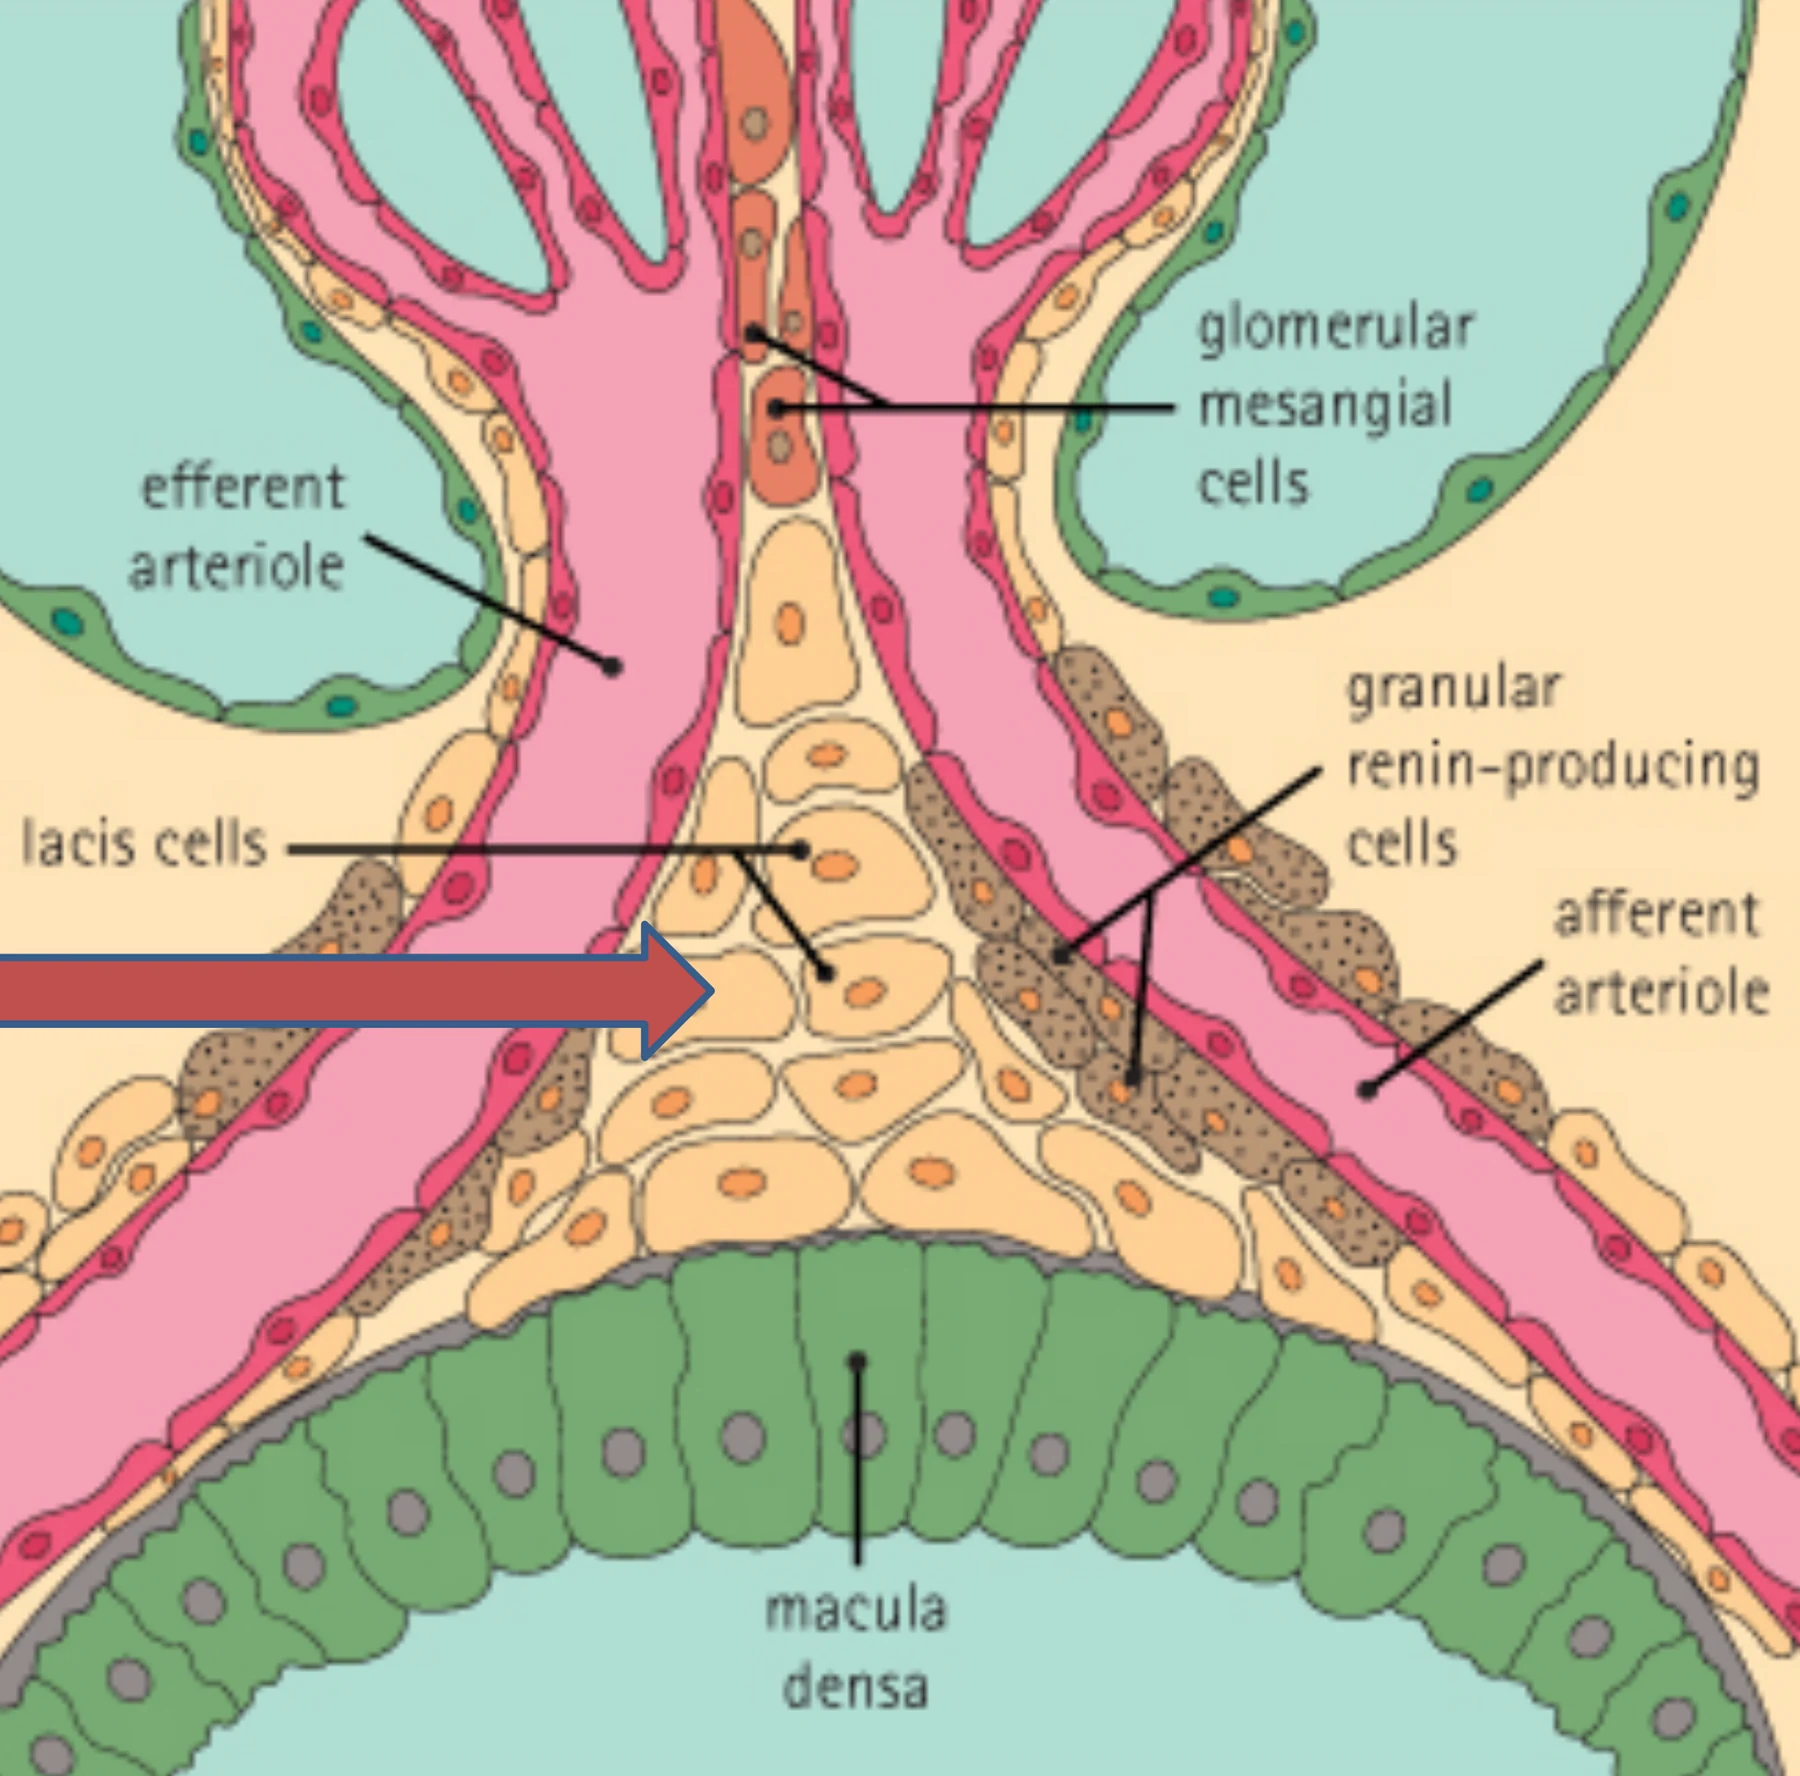 glomerular
mesangial
cells
efferent
arteriole
granular
renin-producing
cells
lacis cells
afferent
arteriole
macula
densa